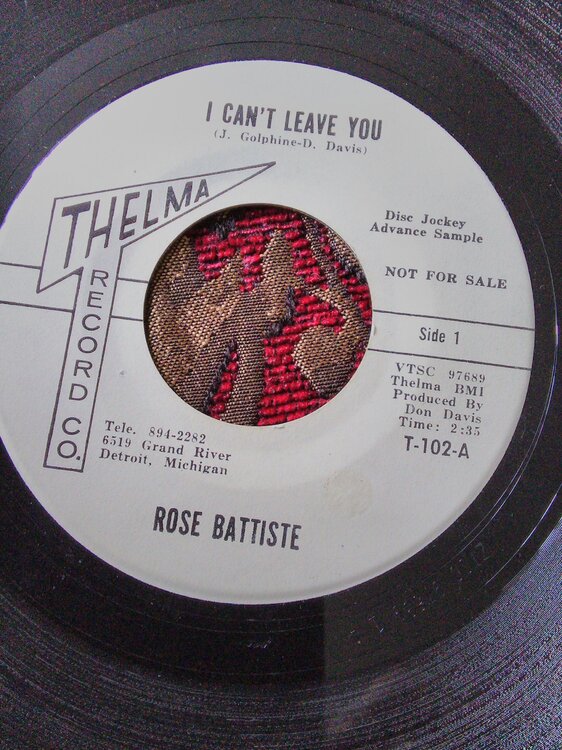 I CAN'T LEAVE YOU
(J. Golphine-D. Davis)
THELMA
RECORD CO.
Disc Jockey
Advance Sample
NOT FOR SALE
Side 1
VTSC 97689
Thelma BMI
Produced By
Don Davis
Time: 2:35
T-102-A
Tele. 894-2282
6519 Grand River
Detroit, Michigan
ROSE BATTISTE